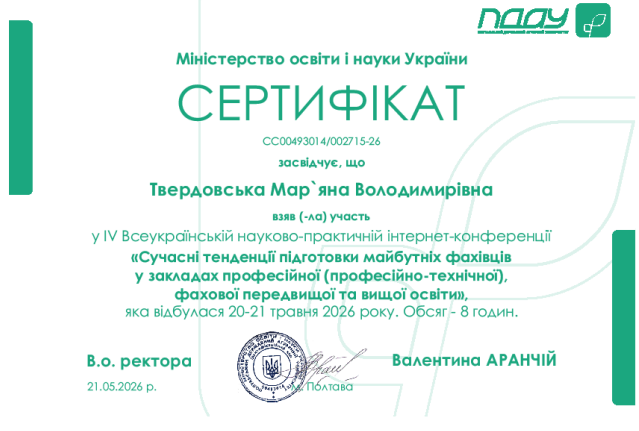 ПДАУ
Міністерство освіти і науки України
СЕРТИФІКАТ
СС00493014/002715-26
засвідчує, що
Твердовська Мар`яна Володимирівна
взяв (-ла) участь
у IV Всеукраїнській науково-практичній інтернет-конференції
«Сучасні тенденції підготовки майбутніх фахівців
у закладах професійної (професійно-технічної),
фахової передвищої та вищої освіти»,
яка відбулася 20-21 травня 2026 року. Обсяг - 8 годин.
В.о. ректора
Валентина АРАНЧІЙ
21.05.2026 р.
м. Полтава